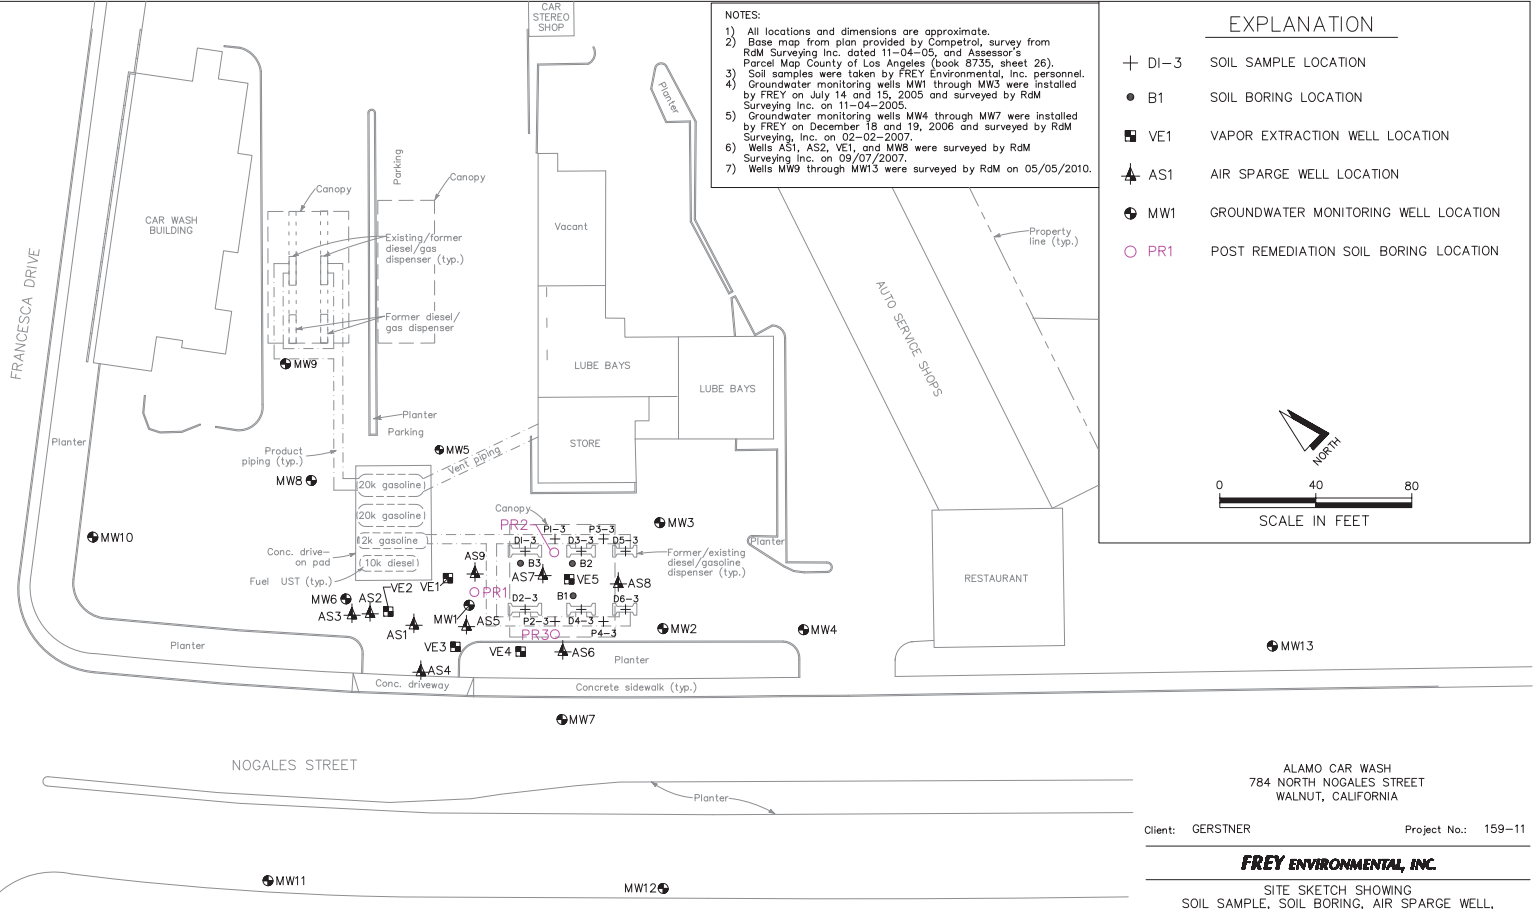 CAR
STEREO
SHOP
NOTES:
1) All locations and dimensions are approximate.
2) Base map from plan provided by Competrol, survey from
RdM Surveying Inc. dated 11-04-05, and Assessor's
Parcel Map County of Los Angeles (book 8735, sheet 26).
3) Soil samples were taken by FREY Environmental, Inc. personnel.
4) Groundwater monitoring wells MW1 through MW3 were installed
by FREY on July 14 and 15, 2005 and surveyed by RdM
Surveying Inc. on 11-04-2005.
5) Groundwater monitoring wells MW4 through MW7 were installed
by FREY on December 18 and 19, 2006 and surveyed by RdM
Surveying, Inc. on 02-02-2007.
6) Wells AS1, AS2, VE1, and MW8 were surveyed by RdM
Surveying Inc. on 09/07/2007.
7) Wells MW9 through MW13 were surveyed by RdM on 05/05/2010.
EXPLANATION
DI-3 SOIL SAMPLE LOCATION
B1 SOIL BORING LOCATION
VE1 VAPOR EXTRACTION WELL LOCATION
AS1 AIR SPARGE WELL LOCATION
MW1 GROUNDWATER MONITORING WELL LOCATION
PR1 POST REMEDIATION SOIL BORING LOCATION
NORTH
0 40 80
SCALE IN FEET
Planter
Parking
Canopy
Canopy
CAR WASH
BUILDING
Vacant
Existing/former
diesel/gas
dispenser (typ.)
Property
line (typ.)
FRANCESCA DRIVE
AUTO SERVICE SHOPS
Former diesel/
gas dispenser
MW9
LUBE BAYS
LUBE BAYS
Planter
Parking
Planter
STORE
Product
piping (typ.)
MW5
Vent piping
MW8
20k gasoline
20k gasoline
12k gasoline
10k diesel
Canopy
PR2
P1-3
P3-3
MW3
MW10
D1-3
D3-3
D5-3
Planter
Conc. drive-
on pad
Fuel UST (typ.)
AS9
B3
B2
Former/existing
diesel/gasoline
dispenser (typ.)
AS7
VE5
AS8
VE2
VE1
PR1
RESTAURANT
MW6
AS2
AS3
B1
D2-3
D6-3
MW1
AS5
AS1
P2-3
D4-3
P4-3
PR3
MW2
MW4
Planter
VE3
VE4
AS6
Planter
MW13
AS4
Conc. driveway
Concrete sidewalk (typ.)
MW7
NOGALES STREET
Planter
MW11
MW12
ALAMO CAR WASH
784 NORTH NOGALES STREET
WALNUT, CALIFORNIA
Client: GERSTNER Project No.: 159-11
FREY ENVIRONMENTAL, INC.
SITE SKETCH SHOWING
SOIL SAMPLE, SOIL BORING, AIR SPARGE WELL,